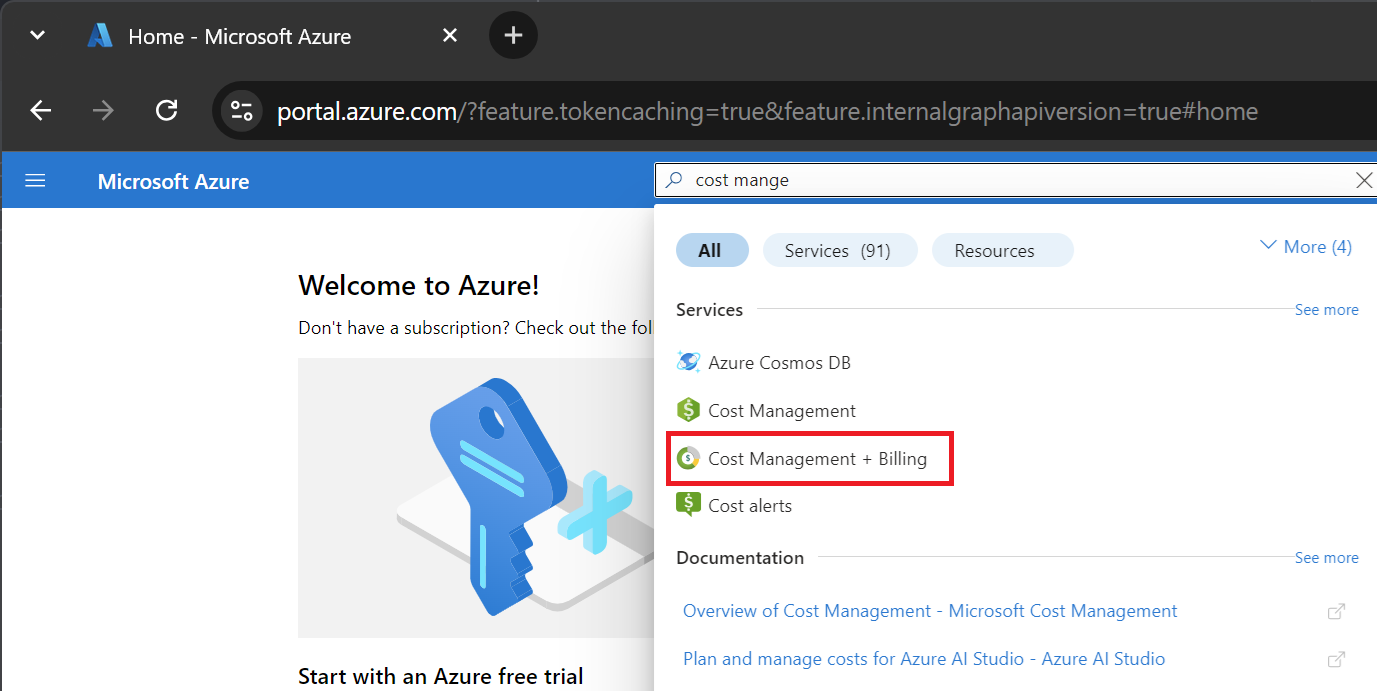 Home - Microsoft Azure
portal.azure.com/?feature.tokencaching=true&feature.internalgraphapiversion=true#home
Microsoft Azure
cost mange
All
Services (91)
Resources
More (4)
Services
See more
Azure Cosmos DB
Cost Management
Cost Management + Billing
Cost alerts
Documentation
See more
Overview of Cost Management - Microsoft Cost Management
Plan and manage costs for Azure AI Studio - Azure AI Studio
Welcome to Azure!
Don't have a subscription? Check out the fol
Start with an Azure free trial